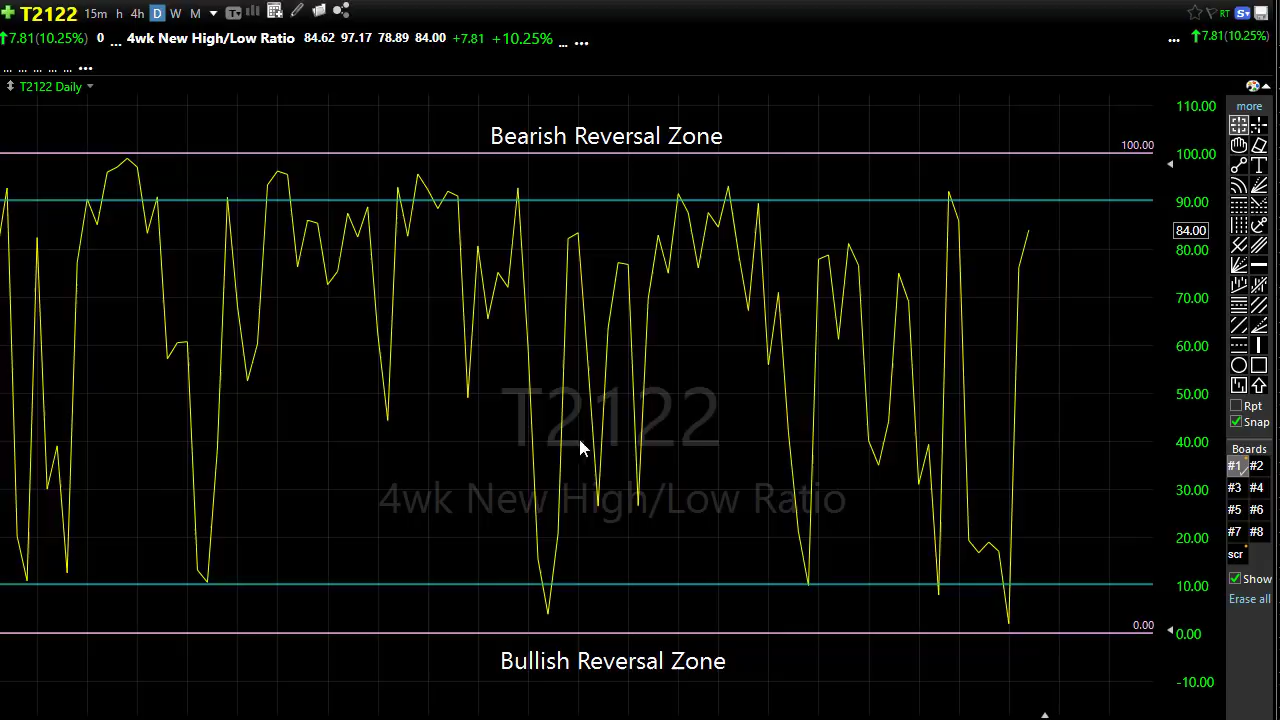 T2122 15m h 4h D W M
7.81(10.25%) 0 ... 4wk New High/Low Ratio 84.62 97.17 78.89 84.00 +7.81 +10.25% ... ...
RT S
... 7.81(10.25%)
... ... ... ... ... ...
T2122 Daily
Bearish Reversal Zone
100.00
T2122
4wk New High/Low Ratio
0.00
Bullish Reversal Zone
110.00
100.00
90.00
84.00
80.00
70.00
60.00
50.00
40.00
30.00
20.00
10.00
0.00
-10.00
more
T
Rpt
Snap
Boards
#1 #2
#3 #4
#5 #6
#7 #8
scr
Show
Erase all